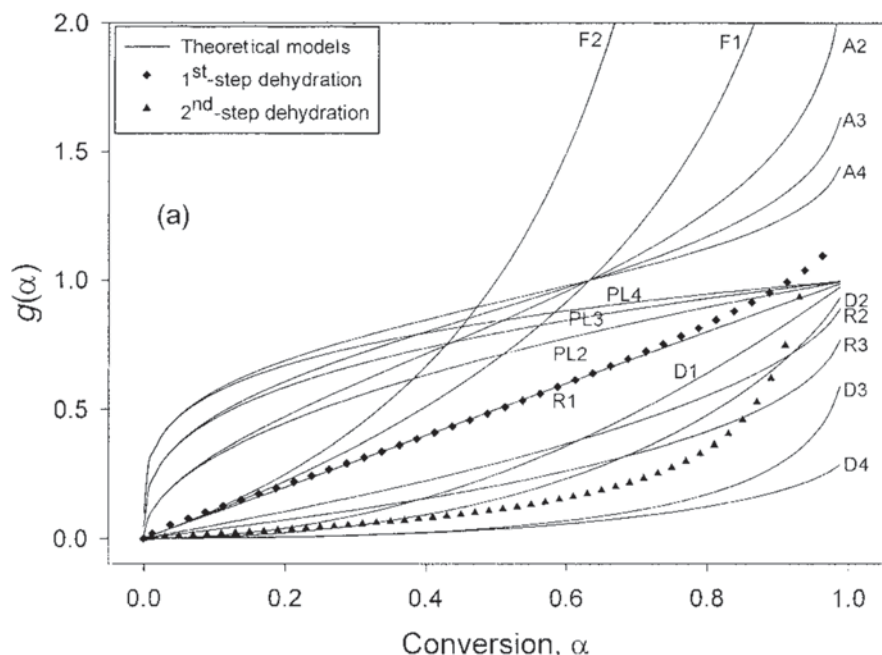 2.0
1.5
1.0
0.5
0.0
g(α)
Theoretical models
1st-step dehydration
2nd-step dehydration
(a)
F2
F1
A2
A3
A4
PL4
PL3
PL2
R1
D1
D2
R2
R3
D3
D4
0.0 0.2 0.4 0.6 0.8 1.0
Conversion, α